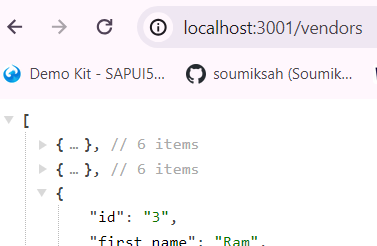 localhost:3001/vendors
Demo Kit - SAPUI5...
soumiksah (Soumik...
[
{ … }, // 6 items
{ … }, // 6 items
{
"id": "3",
"first_name": "Ram",